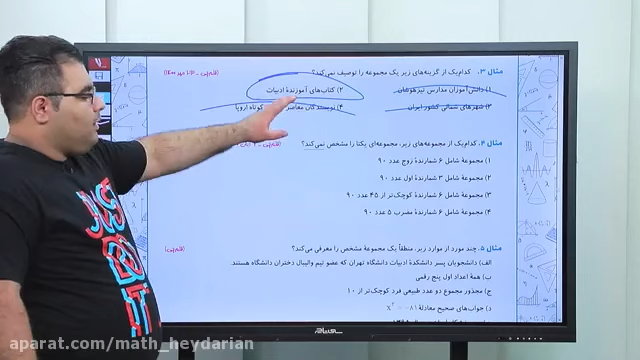 مثال ۳. کدام‌یک از گزینه‌های زیر یک مجموعه را توصیف نمی‌کند؟
۱) دانش‌آموزان مدارس تیزهوشان
۲) کتاب‌های آموزندهٔ ادبیات
۳) شهرهای شمالی کشور ایران
۴) نویسندگان معاصر کوتاه اروپا
مثال ۴. کدام‌یک از مجموعه‌های زیر، مجموعه‌ای یکتا را مشخص نمی‌کند؟
۱) مجموعهٔ شامل ۶ شمارندهٔ زوج عدد ۹۰
۲) مجموعهٔ شامل ۳ شمارندهٔ اول عدد ۹۰
۳) مجموعهٔ شامل ۶ شمارندهٔ کوچک‌تر از ۴۵ عدد ۹۰
۴) مجموعهٔ شامل ۶ مضرب ۵ عدد ۹۰
مثال ۵. چند مورد از موارد زیر، منطقاً یک مجموعه مشخص را معرفی می‌کند؟
الف) دانشجویان پسر دانشکدهٔ ادبیات دانشگاه تهران که عضو تیم والیبال دختران دانشگاه هستند.
ب) همهٔ اعداد اول پنج رقمی
ج) مجذور مجموع دو عدد طبیعی فرد کوچک‌تر از ۱۰
د) جواب‌های صحیح معادلهٔ x² = −۸۱
aparat.com/math_heydarian